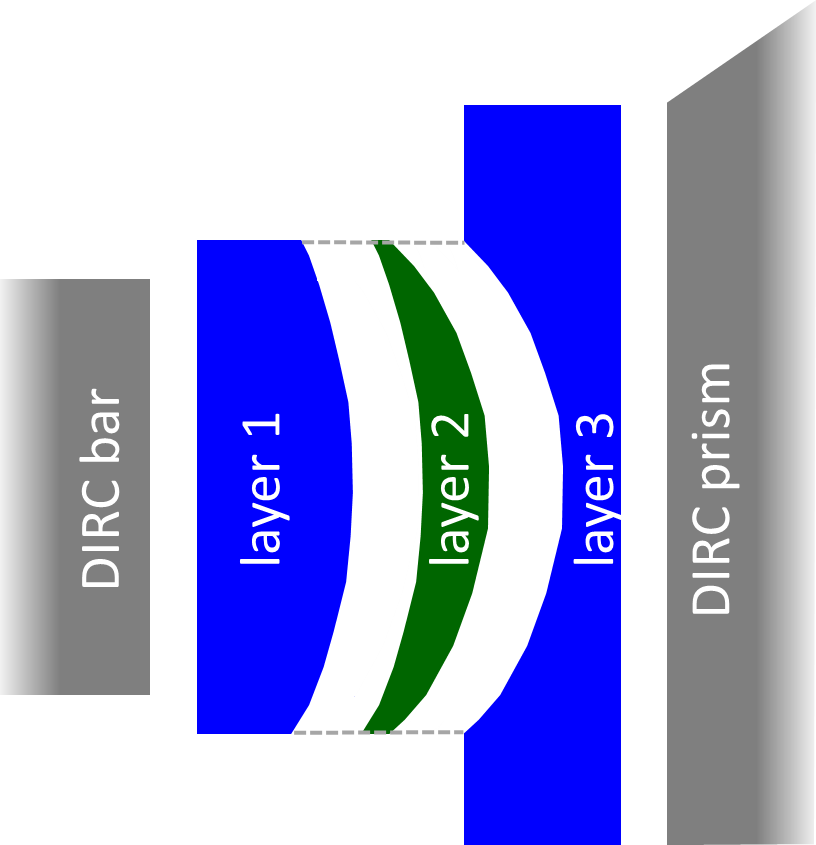 DIRC bar
layer 1
layer 2
layer 3
DIRC prism